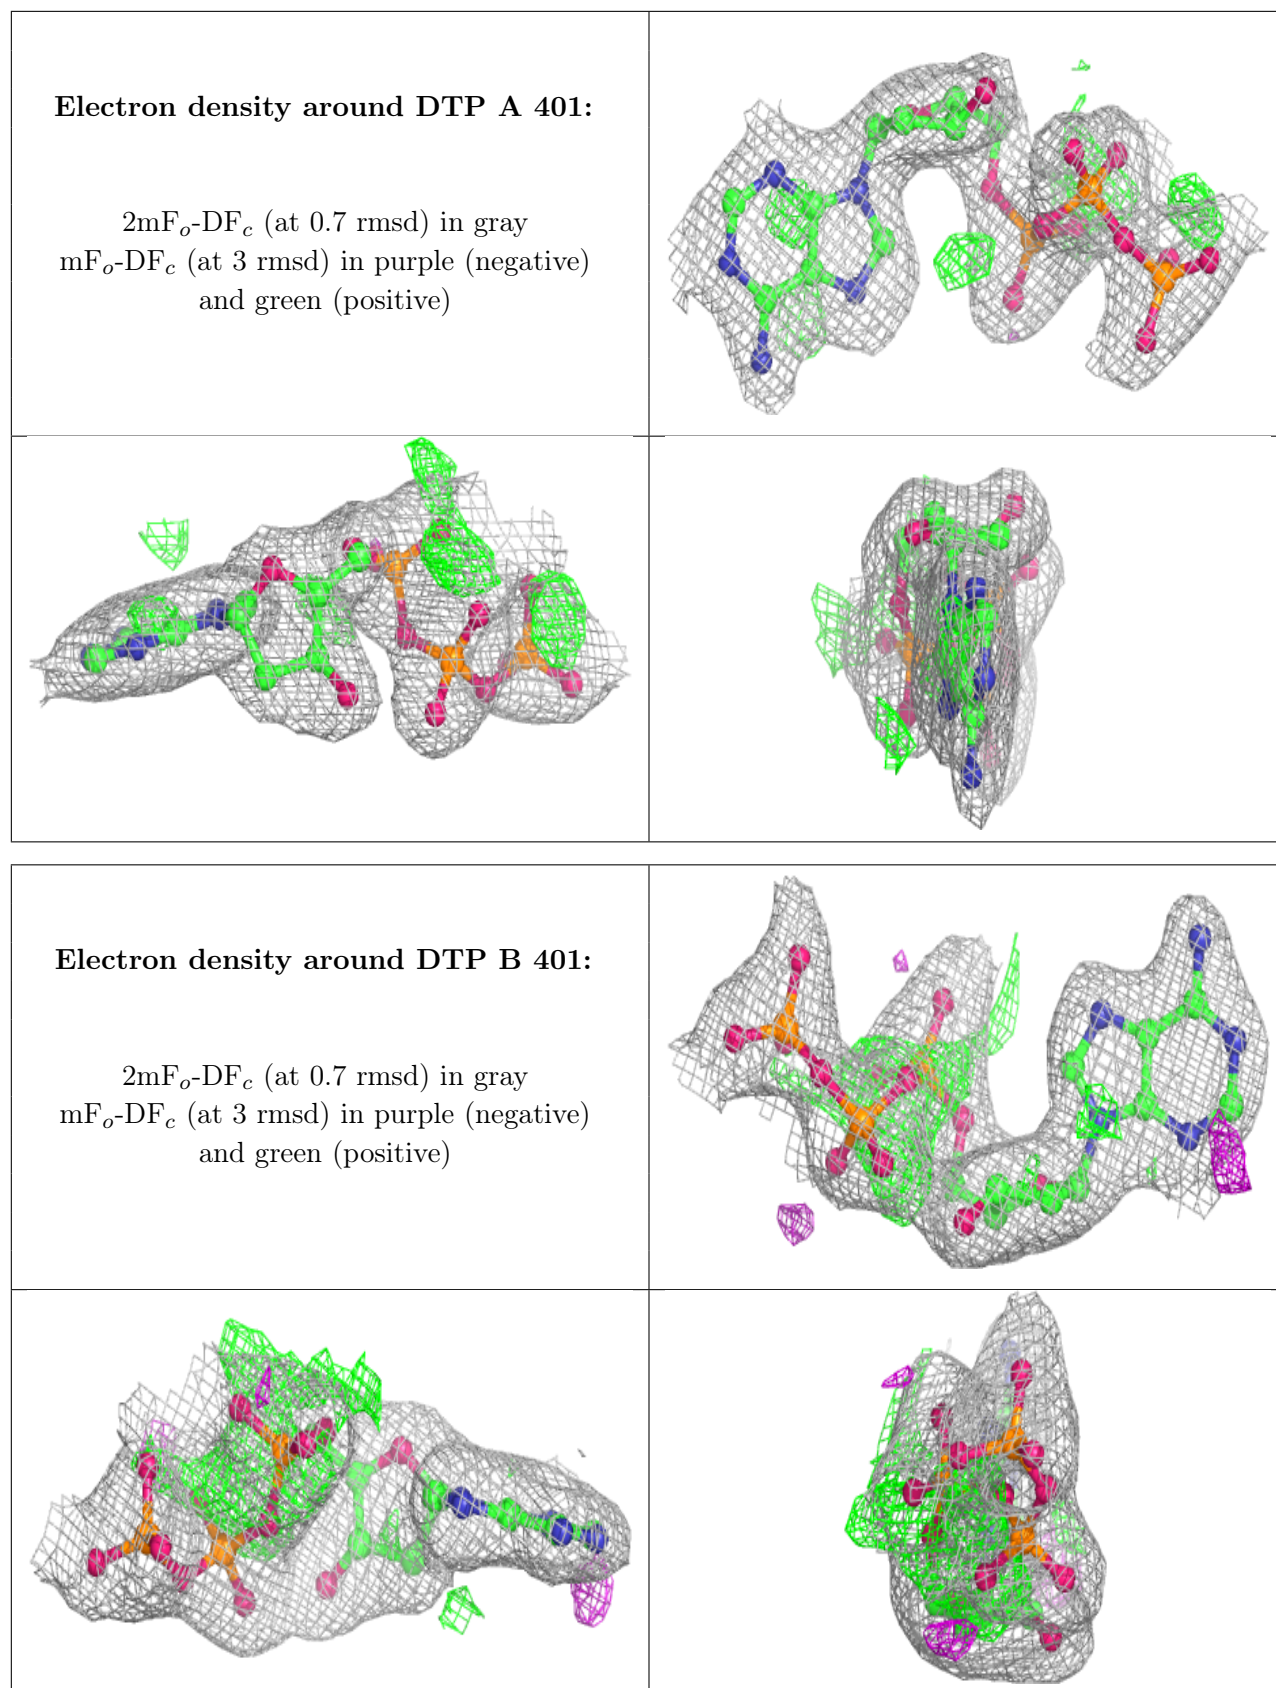 Electron density around DTP A 401:
2mFo-DFc (at 0.7 rmsd) in gray
mFo-DFc (at 3 rmsd) in purple (negative)
and green (positive)
Electron density around DTP B 401:
2mFo-DFc (at 0.7 rmsd) in gray
mFo-DFc (at 3 rmsd) in purple (negative)
and green (positive)